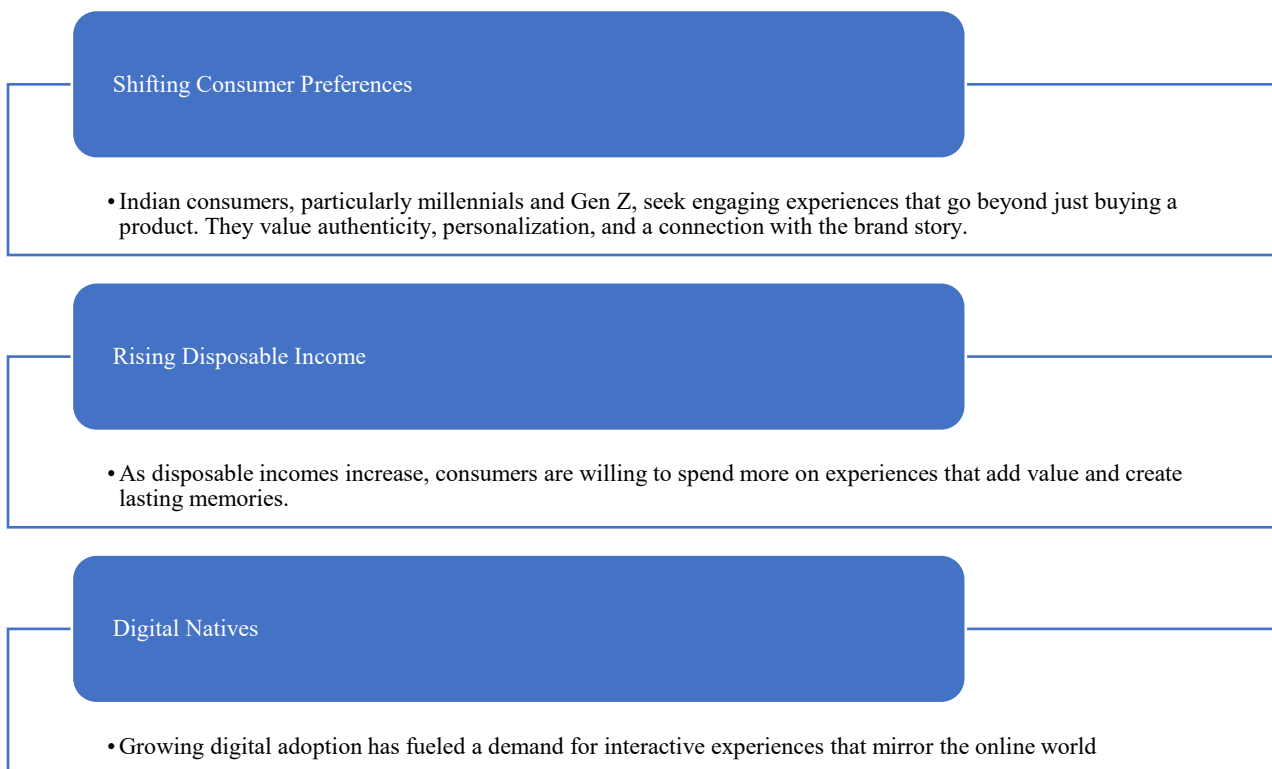 Shifting Consumer Preferences
• Indian consumers, particularly millennials and Gen Z, seek engaging experiences that go beyond just buying a
product. They value authenticity, personalization, and a connection with the brand story.
Rising Disposable Income
• As disposable incomes increase, consumers are willing to spend more on experiences that add value and create
lasting memories.
Digital Natives
• Growing digital adoption has fueled a demand for interactive experiences that mirror the online world